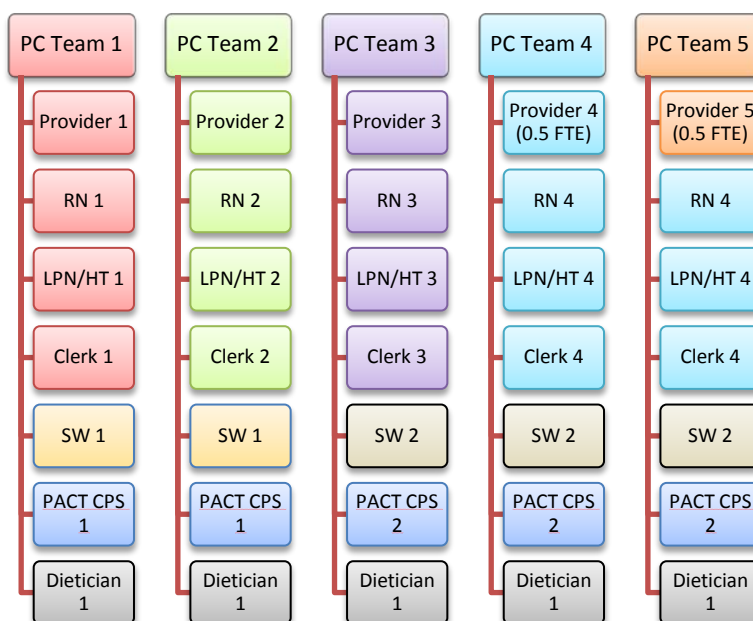 PC Team 1
Provider 1
RN 1
LPN/HT 1
Clerk 1
SW 1
PACT CPS
1
Dietician
1
PC Team 2
Provider 2
RN 2
LPN/HT 2
Clerk 2
SW 1
PACT CPS
1
Dietician
1
PC Team 3
Provider 3
RN 3
LPN/HT 3
Clerk 3
SW 2
PACT CPS
2
Dietician
1
PC Team 4
Provider 4
(0.5 FTE)
RN 4
LPN/HT 4
Clerk 4
SW 2
PACT CPS
2
Dietician
1
PC Team 5
Provider 5
(0.5 FTE)
RN 4
LPN/HT 4
Clerk 4
SW 2
PACT CPS
2
Dietician
1